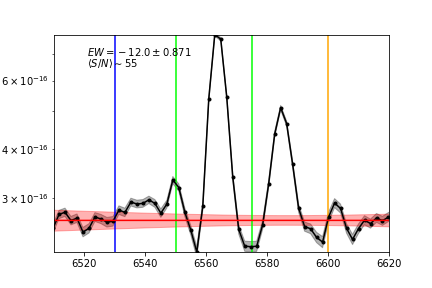 EW = −12.0 ± 0.871
⟨S/N⟩ ~ 55
6 × 10⁻¹⁶
4 × 10⁻¹⁶
3 × 10⁻¹⁶
6520 6540 6560 6580 6600 6620